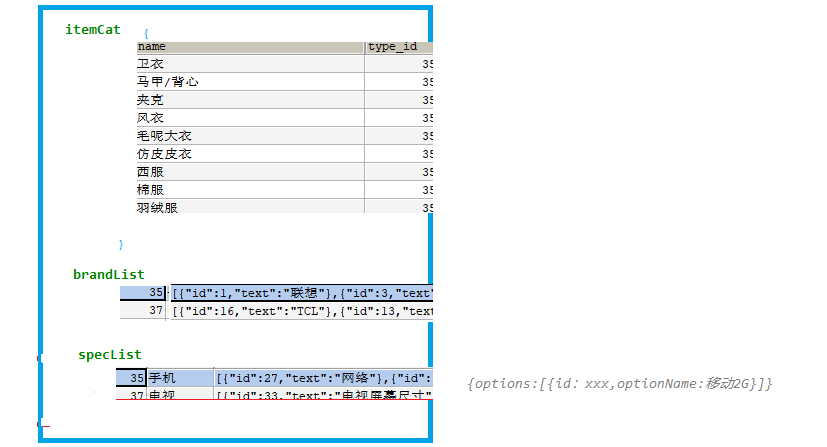 itemCat {
name type_id
卫衣 35
马甲/背心 35
夹克 35
风衣 35
毛呢大衣 35
仿皮皮衣 35
西服 35
棉服 35
羽绒服 35
}
brandList
35 [{"id":1,"text":"联想"},{"id":3,"text"
37 [{"id":16,"text":"TCL"},{"id":13,"text
specList
35 手机 [{"id":27,"text":"网络"},{"id":
37 电视 [{"id":33,"text":"电视屏幕尺寸"
{options:[{id：xxx,optionName:移动2G}]}